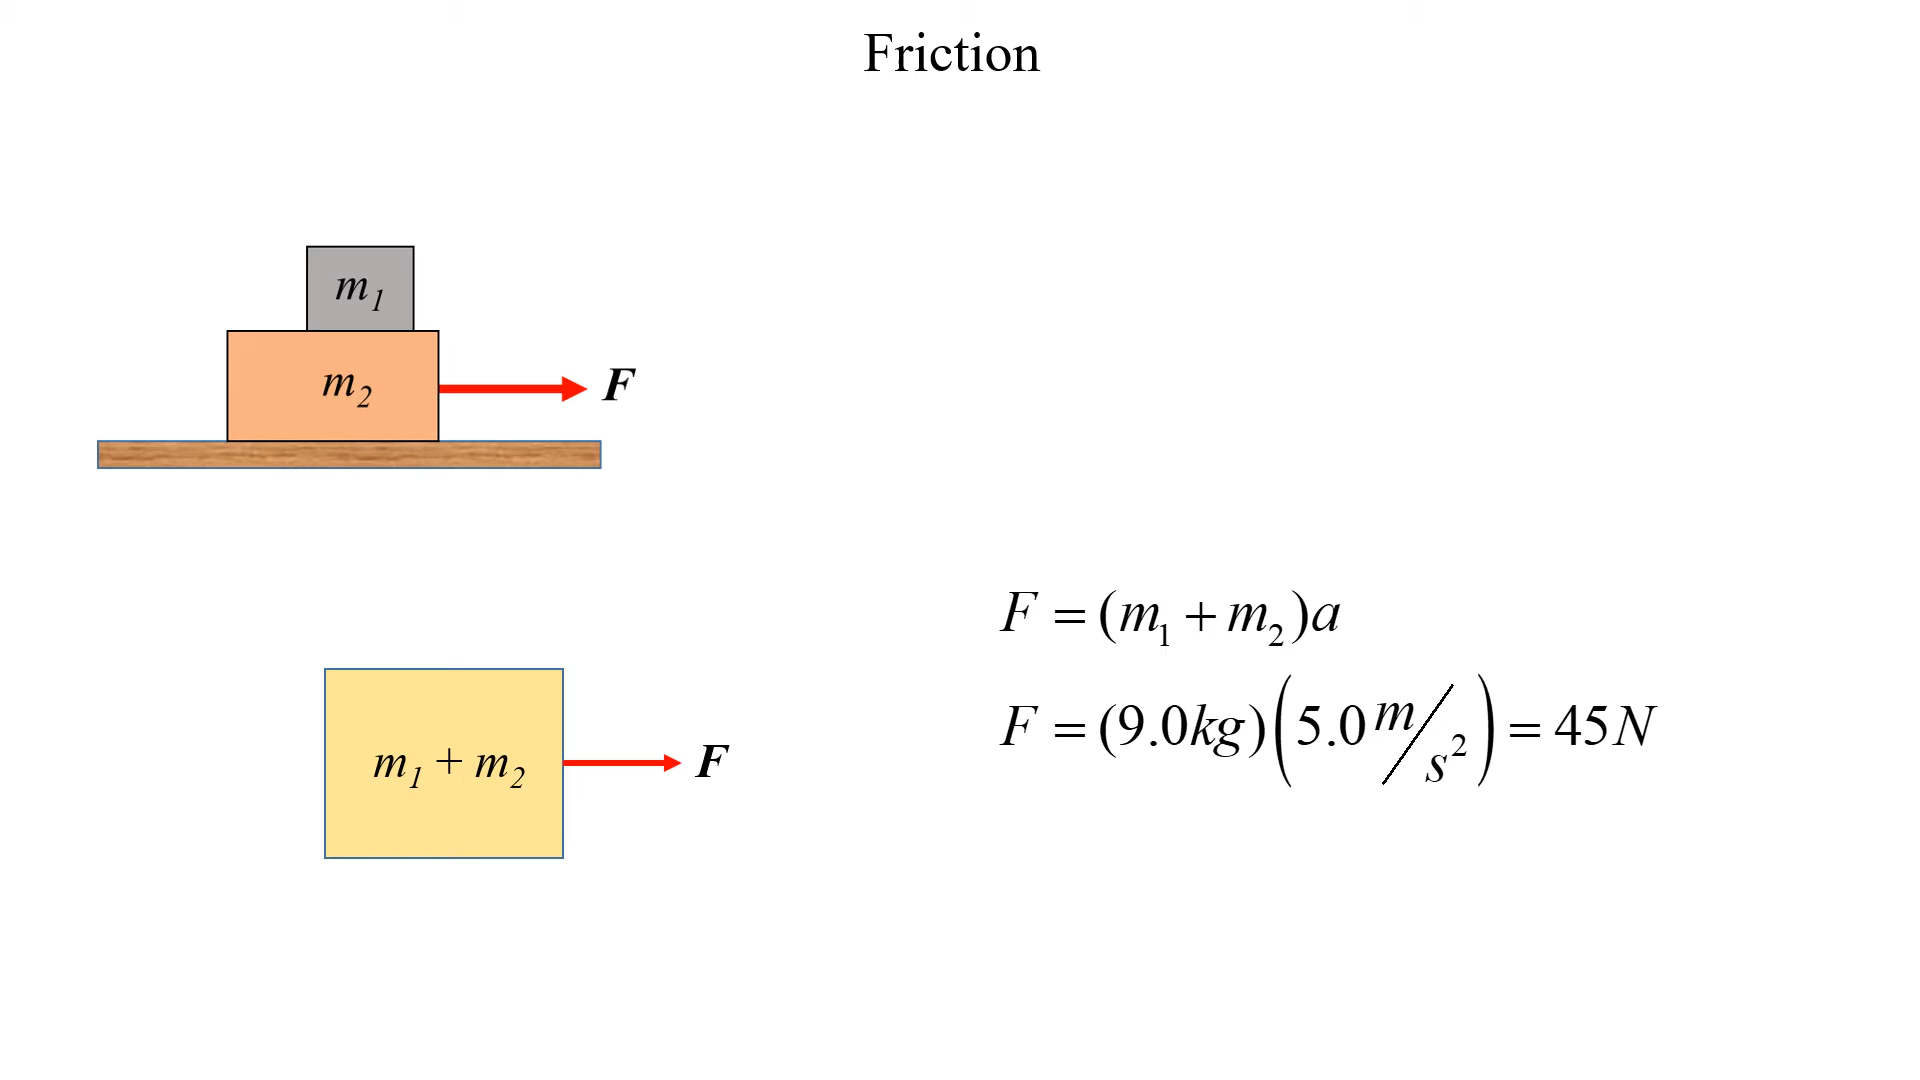 Friction
m₁
m₂
F
m₁ + m₂
F
F = (m₁ + m₂)a
F = (9.0kg)(5.0 m/s²) = 45N